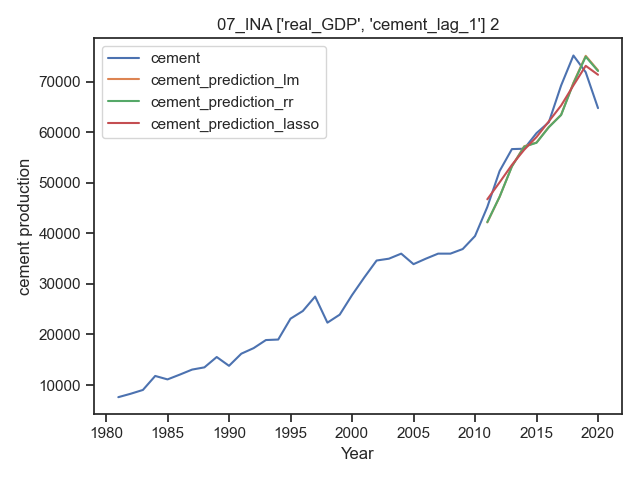 07_INA ['real_GDP', 'cement_lag_1'] 2
cement
cement_prediction_lm
cement_prediction_rr
cement_prediction_lasso
cement production
70000
60000
50000
40000
30000
20000
10000
1980 1985 1990 1995 2000 2005 2010 2015 2020
Year